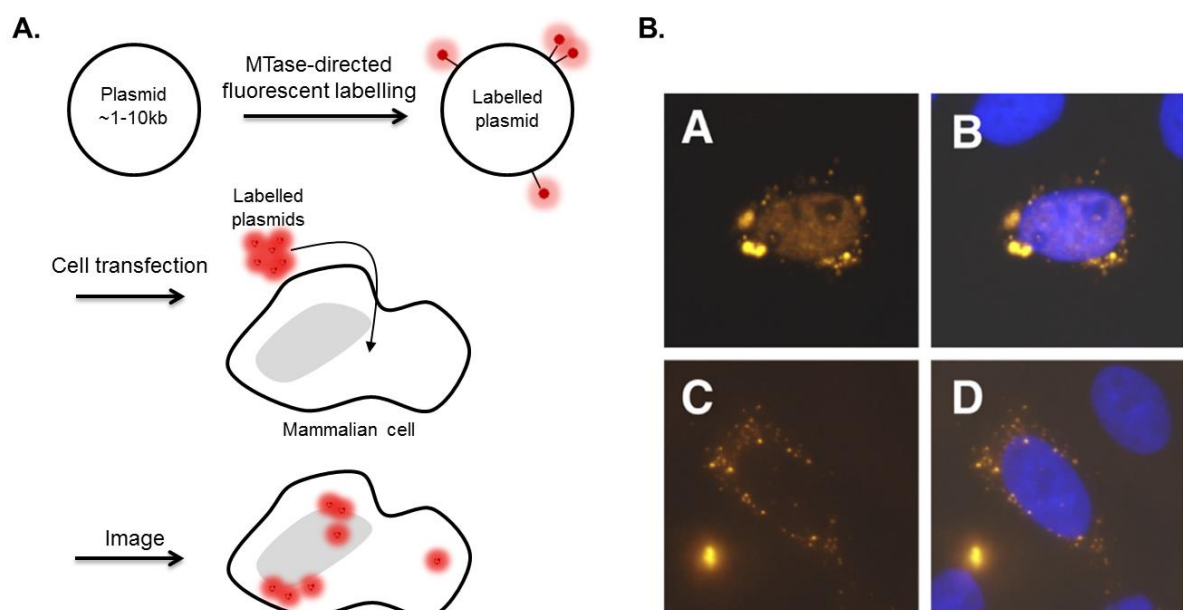 A.
Plasmid
~1-10kb
MTase-directed
fluorescent labelling
Labelled
plasmid
Labelled
plasmids
Cell transfection
Mammalian cell
Image
B.
A
B
C
D